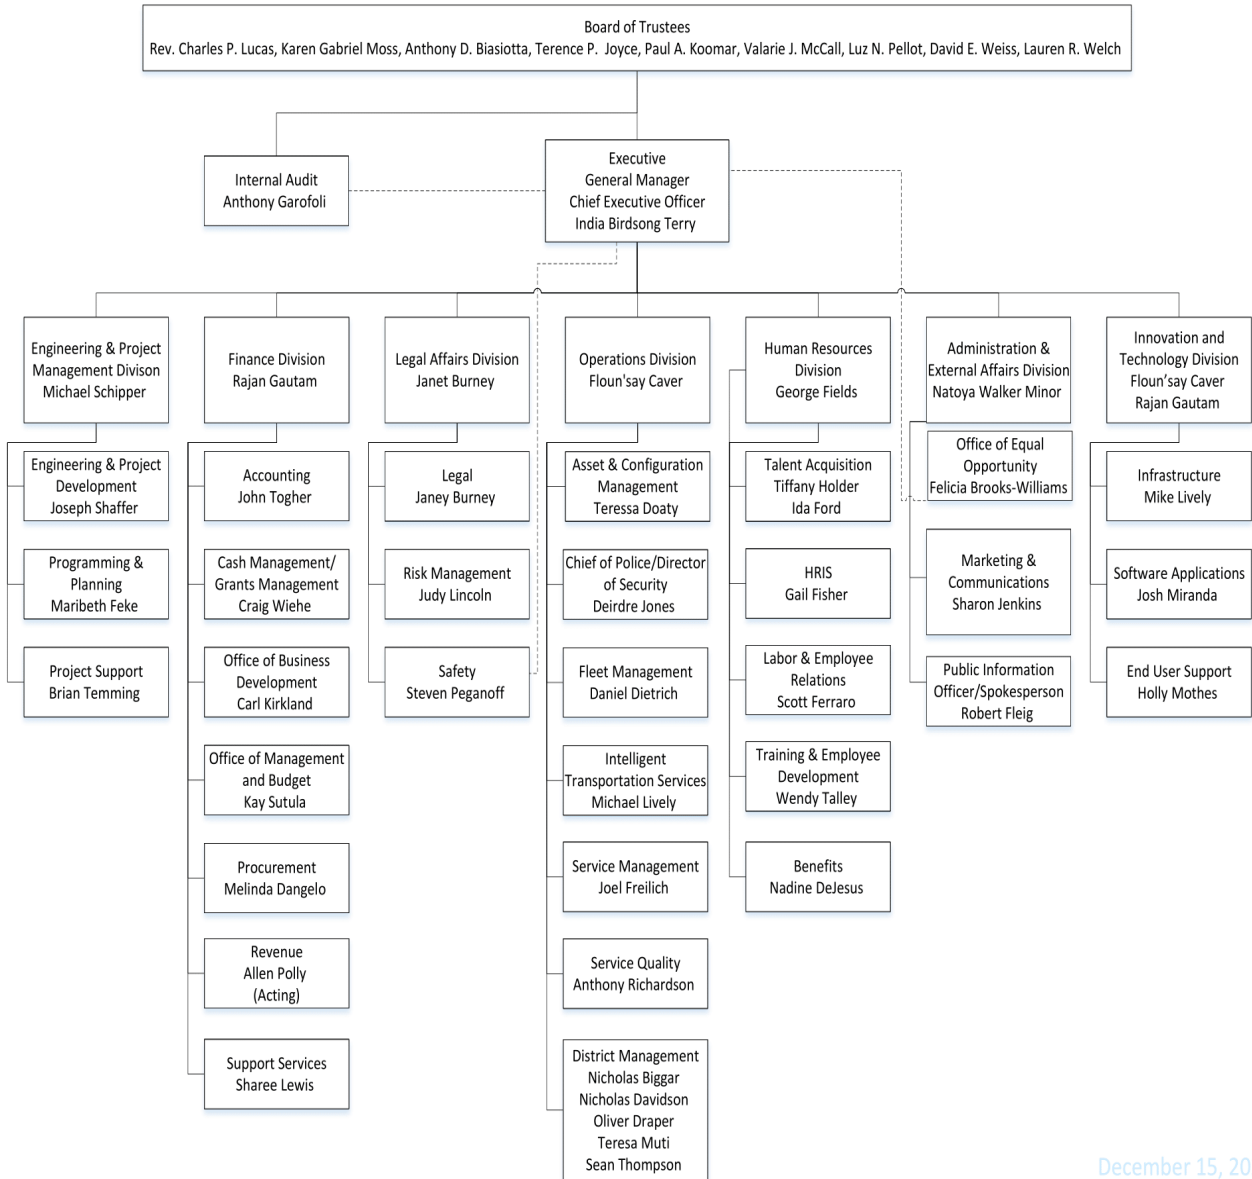 Board of Trustees
Rev. Charles P. Lucas, Karen Gabriel Moss, Anthony D. Biasiotta, Terence P. Joyce, Paul A. Koomar, Valarie J. McCall, Luz N. Pellot, David E. Weiss, Lauren R. Welch
Internal Audit
Anthony Garofoli
Executive
General Manager
Chief Executive Officer
India Birdsong Terry
Engineering & Project
Management Divison
Michael Schipper
Finance Division
Rajan Gautam
Legal Affairs Division
Janet Burney
Operations Division
Floun'say Caver
Human Resources
Division
George Fields
Administration &
External Affairs Division
Natoya Walker Minor
Innovation and
Technology Division
Floun’say Caver
Rajan Gautam
Engineering & Project
Development
Joseph Shaffer
Programming &
Planning
Maribeth Feke
Project Support
Brian Temming
Accounting
John Togher
Cash Management/
Grants Management
Craig Wiehe
Office of Business
Development
Carl Kirkland
Office of Management
and Budget
Kay Sutula
Procurement
Melinda Dangelo
Revenue
Allen Polly
(Acting)
Support Services
Sharee Lewis
Legal
Janey Burney
Risk Management
Judy Lincoln
Safety
Steven Peganoff
Asset & Configuration
Management
Teressa Doaty
Chief of Police/Director
of Security
Deirdre Jones
Fleet Management
Daniel Dietrich
Intelligent
Transportation Services
Michael Lively
Service Management
Joel Freilich
Service Quality
Anthony Richardson
District Management
Nicholas Biggar
Nicholas Davidson
Oliver Draper
Teresa Muti
Sean Thompson
Talent Acquisition
Tiffany Holder
Ida Ford
HRIS
Gail Fisher
Labor & Employee
Relations
Scott Ferraro
Training & Employee
Development
Wendy Talley
Benefits
Nadine DeJesus
Office of Equal
Opportunity
Felicia Brooks-Williams
Marketing &
Communications
Sharon Jenkins
Public Information
Officer/Spokesperson
Robert Fleig
Infrastructure
Mike Lively
Software Applications
Josh Miranda
End User Support
Holly Mothes
December 15, 20